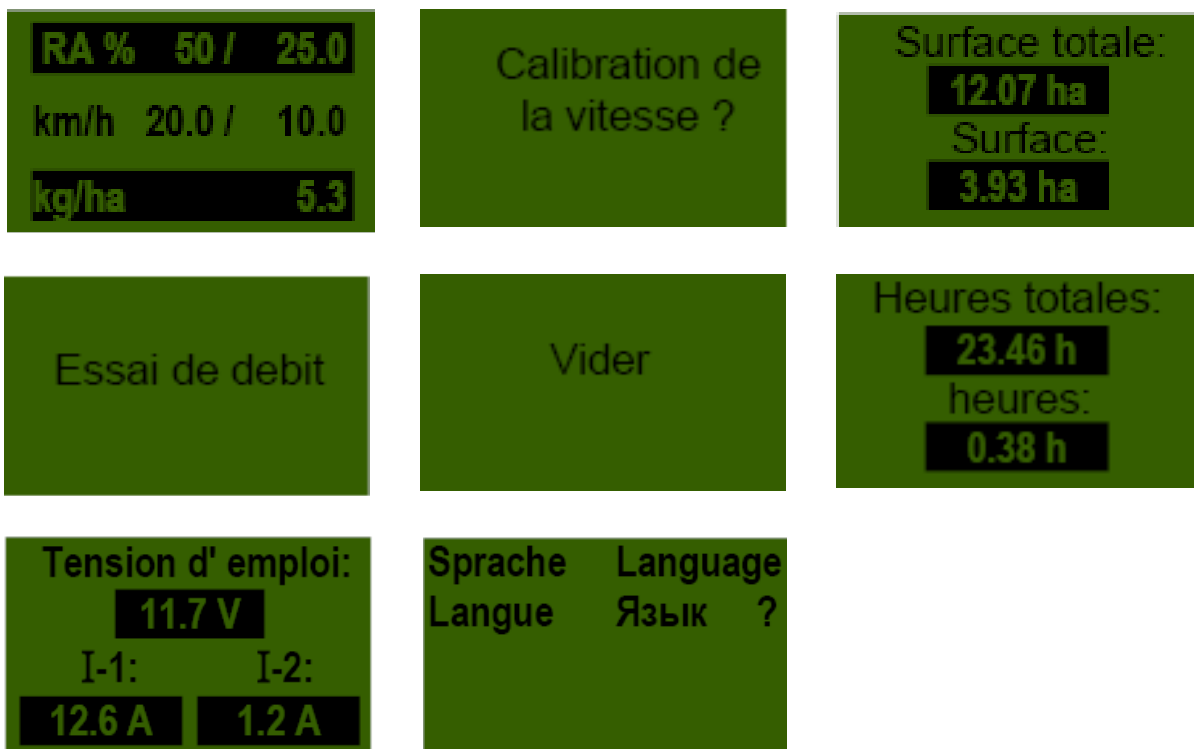 RA % 50 / 25.0
km/h 20.0 / 10.0
kg/ha 5.3
Calibration de
la vitesse ?
Surface totale:
12.07 ha
Surface:
3.93 ha
Essai de debit
Vider
Heures totales:
23.46 h
heures:
0.38 h
Tension d' emploi:
11.7 V
I-1: I-2:
12.6 A 1.2 A
Sprache Language
Langue Язык ?